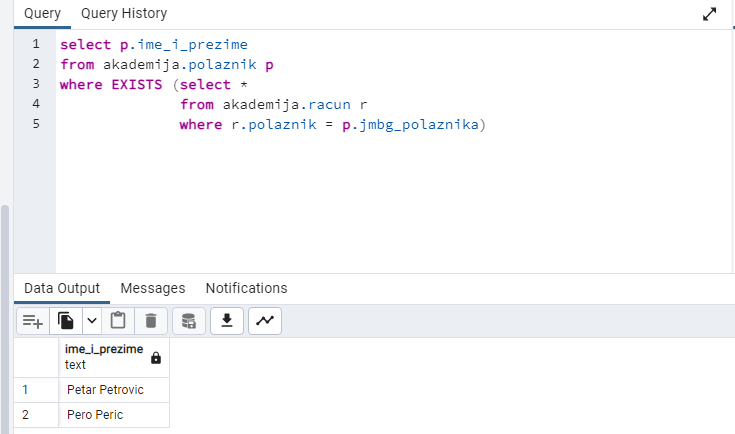 Query Query History
1 select p.ime_i_prezime
2 from akademija.polaznik p
3 where EXISTS (select *
4 from akademija.racun r
5 where r.polaznik = p.jmbg_polaznika)
Data Output Messages Notifications
ime_i_prezime
text
1 Petar Petrovic
2 Pero Peric